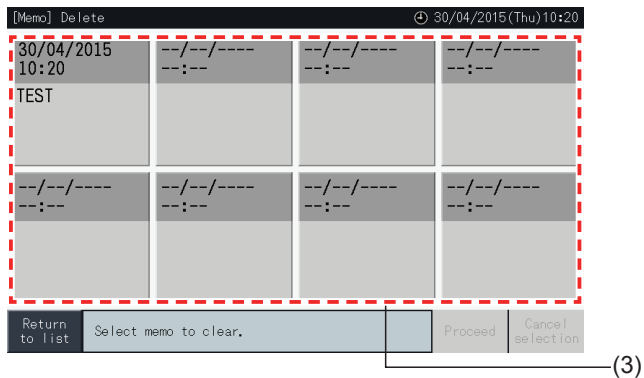 [Memo] Delete 30/04/2015(Thu)10:20
30/04/2015 --/--/---- --/--/---- --/--/----
10:20 --:-- --:-- --:--
TEST
--/--/---- --/--/---- --/--/---- --/--/----
--:-- --:-- --:-- --:--
Return to list
Select memo to clear.
Proceed
Cancel selection
(3)